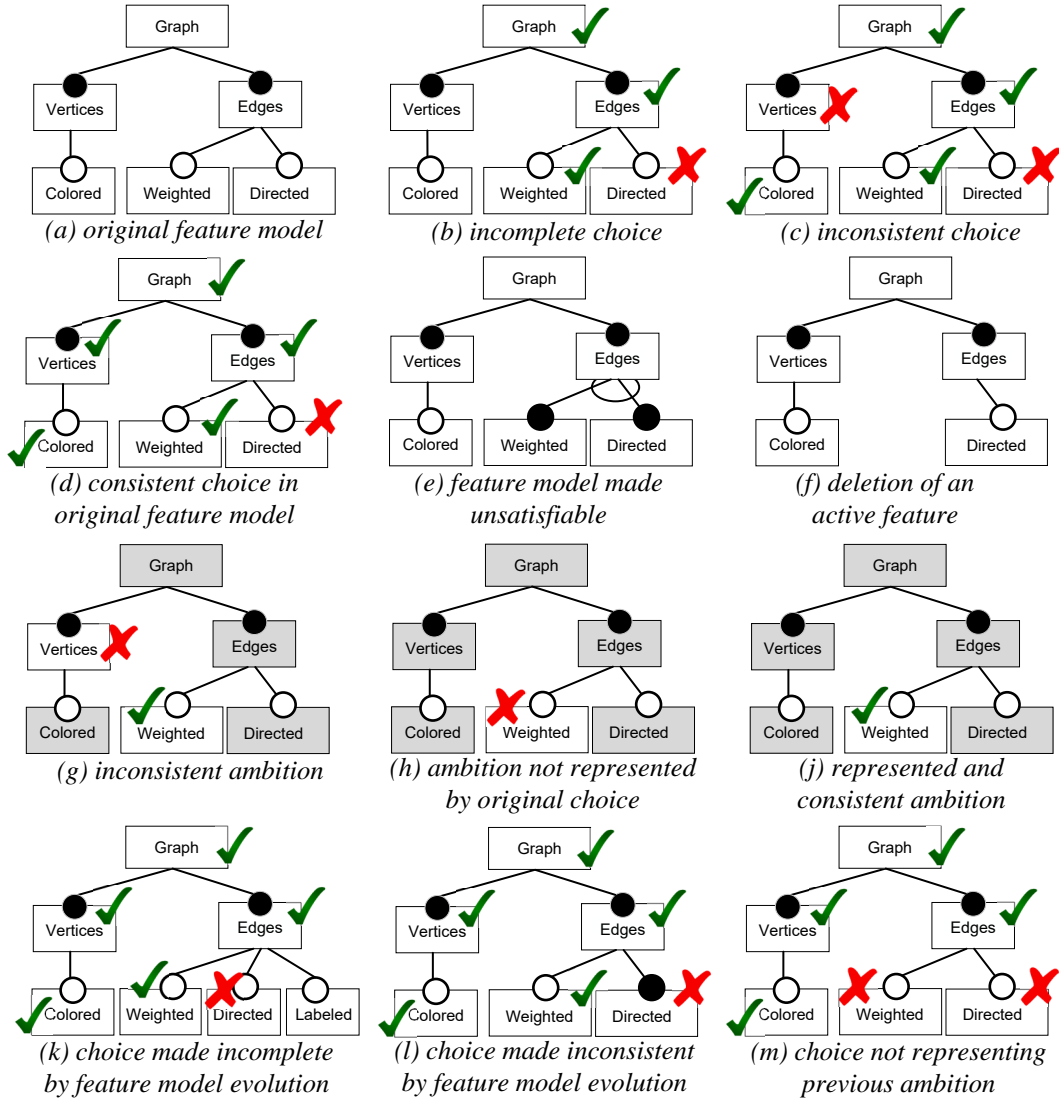 Graph
Vertices
Edges
Colored
Weighted
Directed
(a) original feature model
Graph
Vertices
Edges
Colored
Weighted
Directed
(b) incomplete choice
Graph
Vertices
Edges
Colored
Weighted
Directed
(c) inconsistent choice
Graph
Vertices
Edges
Colored
Weighted
Directed
(d) consistent choice in
original feature model
Graph
Vertices
Edges
Colored
Weighted
Directed
(e) feature model made
unsatisfiable
Graph
Vertices
Edges
Colored
Directed
(f) deletion of an
active feature
Graph
Vertices
Edges
Colored
Weighted
Directed
(g) inconsistent ambition
Graph
Vertices
Edges
Colored
Weighted
Directed
(h) ambition not represented
by original choice
Graph
Vertices
Edges
Colored
Weighted
Directed
(j) represented and
consistent ambition
Graph
Vertices
Edges
Colored
Weighted
Directed
Labeled
(k) choice made incomplete
by feature model evolution
Graph
Vertices
Edges
Colored
Weighted
Directed
(l) choice made inconsistent
by feature model evolution
Graph
Vertices
Edges
Colored
Weighted
Directed
(m) choice not representing
previous ambition